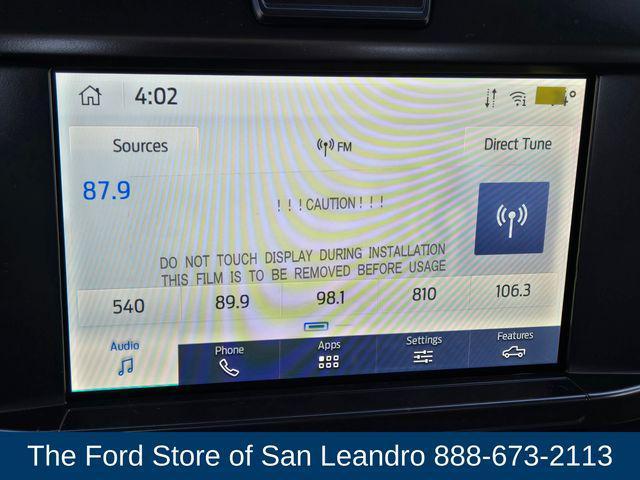 4:02
Sources
FM
Direct Tune
87.9
! ! ! CAUTION ! ! !
DO NOT TOUCH DISPLAY DURING INSTALLATION
THIS FILM IS TO BE REMOVED BEFORE USAGE
540 89.9 98.1 810 106.3
Audio Phone Apps Settings Features
The Ford Store of San Leandro 888-673-2113